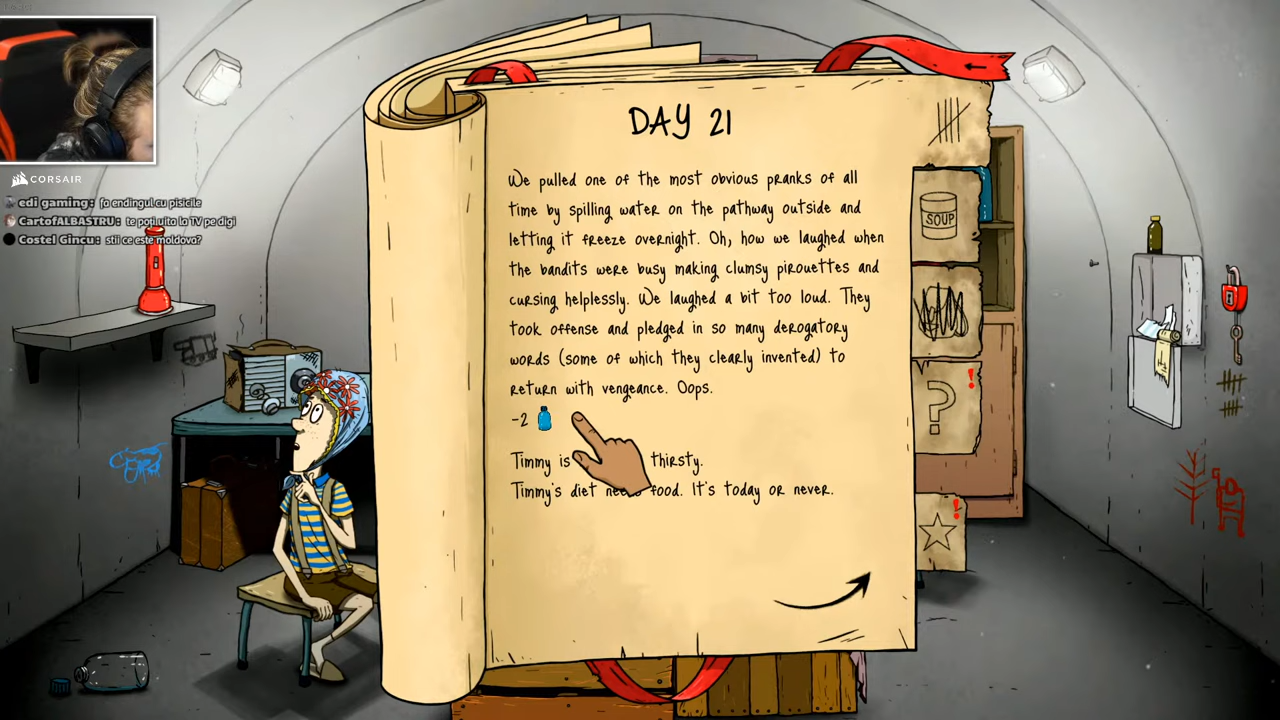 CORSAIR
edi gaming: fa endingul cu pisicile
CartofALBASTRU: te poti uita la TV pe digi
Costel Gincu: stii ce este moldova?
DAY 21
We pulled one of the most obvious pranks of all
time by spilling water on the pathway outside and
letting it freeze overnight. Oh, how we laughed when
the bandits were busy making clumsy pirouettes and
cursing helplessly. We laughed a bit too loud. They
took offense and pledged in so many derogatory
words (some of which they clearly invented) to
return with vengeance. Oops.
-2
Timmy is thirsty.
Timmy's diet needs food. It's today or never.
SOUP
?
!
!